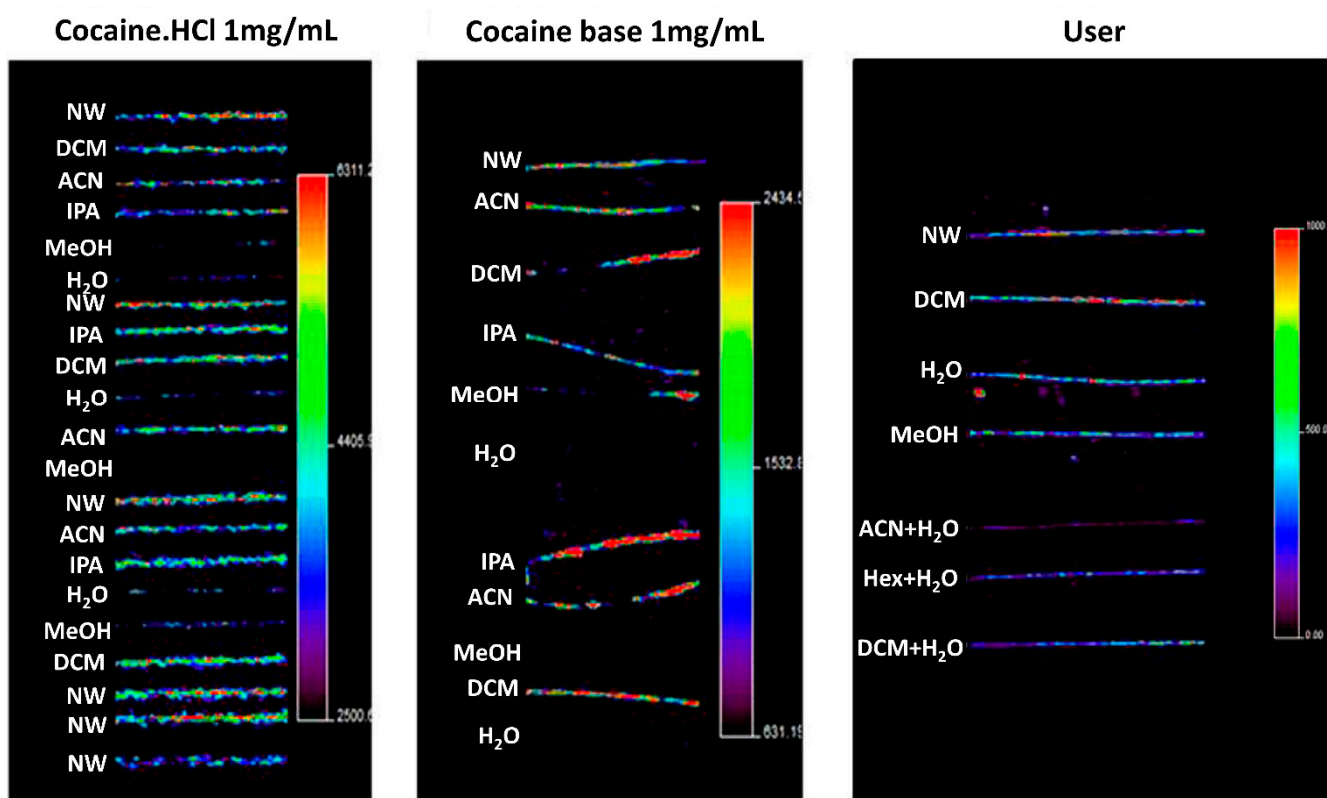 Cocaine.HCl 1mg/mL
NW
DCM
ACN
IPA
MeOH
H₂O
NW
IPA
DCM
H₂O
ACN
MeOH
NW
ACN
IPA
H₂O
MeOH
DCM
NW
NW
NW
6311.2
4405.9
2500.6
Cocaine base 1mg/mL
NW
ACN
DCM
IPA
MeOH
H₂O
IPA
ACN
MeOH
DCM
H₂O
2434.5
1532.8
631.19
User
NW
DCM
H₂O
MeOH
ACN+H₂O
Hex+H₂O
DCM+H₂O
1000
500.0
0.00